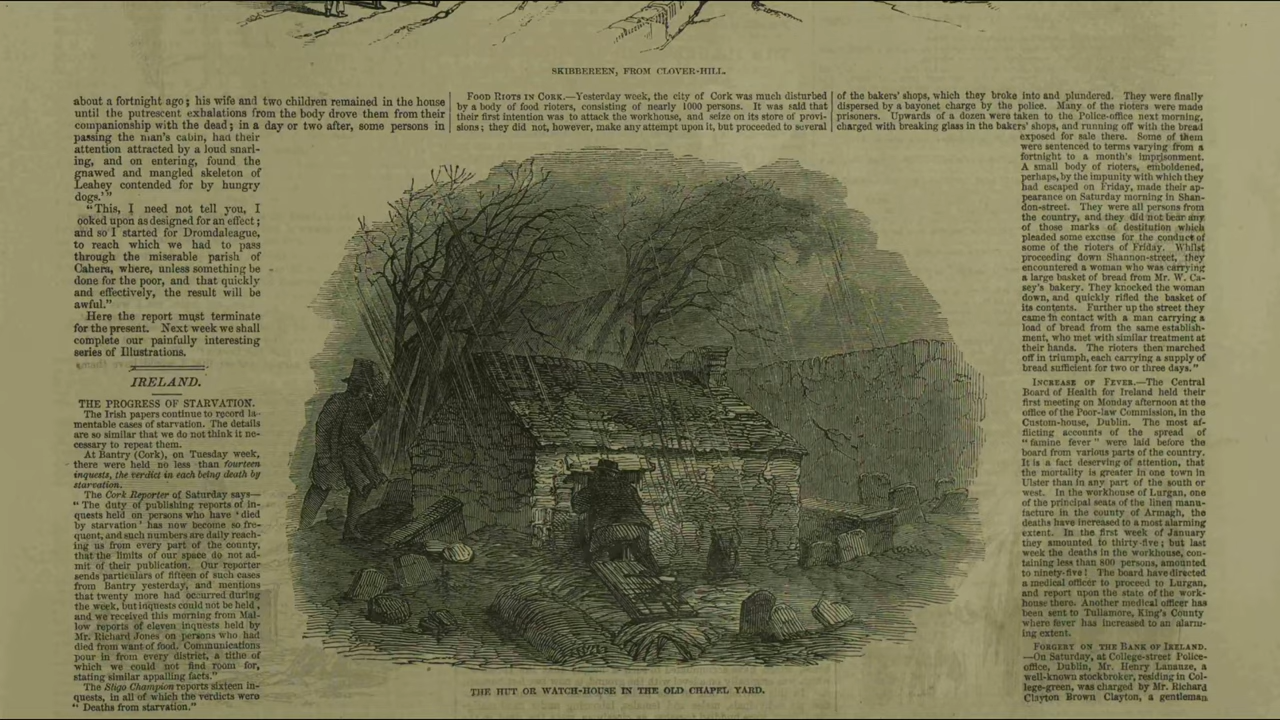 SKIBBEREEN, FROM CLOVER-HILL.
about a fortnight ago; his wife and two children remained in the house
until the putrescent exhalations from the body drove them from their
companionship with the dead; in a day or two after, some persons in
passing the man's cabin, had their
attention attracted by a loud snarl-
ing, and on entering, found the
gnawed and mangled skeleton of
Leahey contended for by hungry
dogs.'"
"This, I need not tell you, I
ooked upon as designed for an effect;
and so I started for Dromdaleague,
to reach which we had to pass
through the miserable parish of
Cahera, where, unless something be
done for the poor, and that quickly
and effectively, the result will be
awful."
Here the report must terminate
for the present. Next week we shall
complete our painfully interesting
series of Illustrations.
IRELAND.
THE PROGRESS OF STARVATION.
The Irish papers continue to record la-
mentable cases of starvation. The details
are so similar that we do not think it ne-
cessary to repeat them.
At Bantry (Cork), on Tuesday week,
there were held no less than fourteen
inquests, the verdict in each being death by
starvation.
The Cork Reporter of Saturday says—
"The duty of publishing reports of in-
quests held on persons who have 'died
by starvation' has now become so fre-
quent, and such numbers are daily reach-
ing us from every part of the county,
that the limits of our space do not ad-
mit of their publication. Our reporter
sends particulars of fifteen of such cases
from Bantry yesterday, and mentions
that twenty more had occurred during
the week, but inquests could not be held,
and we received this morning from Mal-
low reports of eleven inquests held by
Mr. Richard Jones on persons who had
died from want of food. Communications
pour in from every district, a tithe of
which we could not find room for,
stating similar appalling facts."
The Sligo Champion reports sixteen in-
quests, in all of which the verdicts were
"Deaths from starvation."
FOOD RIOTS IN CORK.—Yesterday week, the city of Cork was much disturbed
by a body of food rioters, consisting of nearly 1000 persons. It was said that
their first intention was to attack the workhouse, and seize on its store of provi-
sions; they did not, however, make any attempt upon it, but proceeded to several
of the bakers' shops, which they broke into and plundered. They were finally
dispersed by a bayonet charge by the police. Many of the rioters were made
prisoners. Upwards of a dozen were taken to the Police-office next morning,
charged with breaking glass in the bakers' shops, and running off with the bread
exposed for sale there. Some of them
were sentenced to terms varying from a
fortnight to a month's imprisonment.
A small body of rioters, emboldened,
perhaps, by the impunity with which they
had escaped on Friday, made their ap-
pearance on Saturday morning in Shan-
don-street. They were all persons from
the country, and they did not bear any
of those marks of destitution which
pleaded some excuse for the conduct of
some of the rioters of Friday. Whilst
proceeding down Shannon-street, they
encountered a woman who was carrying
a large basket of bread from Mr. W. Ca-
sey's bakery. They knocked the woman
down, and quickly rifled the basket of
its contents. Further up the street they
came in contact with a man carrying a
load of bread from the same establish-
ment, who met with similar treatment at
their hands. The rioters then marched
off in triumph, each carrying a supply of
bread sufficient for two or three days."
INCREASE OF FEVER.—The Central
Board of Health for Ireland held their
first meeting on Monday afternoon at the
office of the Poor-law Commission, in the
Custom-house, Dublin. The most af-
flicting accounts of the spread of
"famine fever" were laid before the
board from various parts of the country.
It is a fact deserving of attention, that
the mortality is greater in one town in
Ulster than in any part of the south or
west. In the workhouse of Lurgan, one
of the principal seats of the linen manu-
facture in the county of Armagh, the
deaths have increased to a most alarming
extent. In the first week of January
they amounted to thirty-five; but last
week the deaths in the workhouse, con-
taining less than 800 persons, amounted
to ninety-five! The board have directed
a medical officer to proceed to Lurgan,
and report upon the state of the work-
house there. Another medical officer has
been sent to Tullamore, King's County
where fever has increased to an alarm-
ing extent.
FORGERY ON THE BANK OF IRELAND.
—On Saturday, at College-street Police-
office, Dublin, Mr. Henry Lananze, a
well-known stockbroker, residing in Col-
lege-green, was charged by Mr. Richard
Clayton Brown Clayton, a gentleman
THE HUT OR WATCH-HOUSE IN THE OLD CHAPEL YARD.